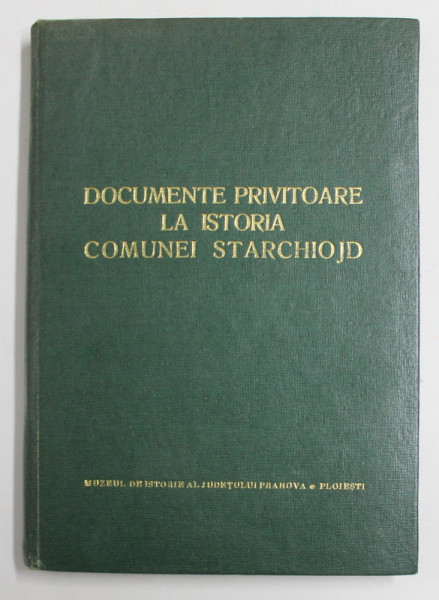 DOCUMENTE PRIVITOARE
LA ISTORIA
COMUNEI STARCHIOJD
MUZEUL DE ISTORIE AL JUDEȚULUI PRAHOVA • PLOIEȘTI